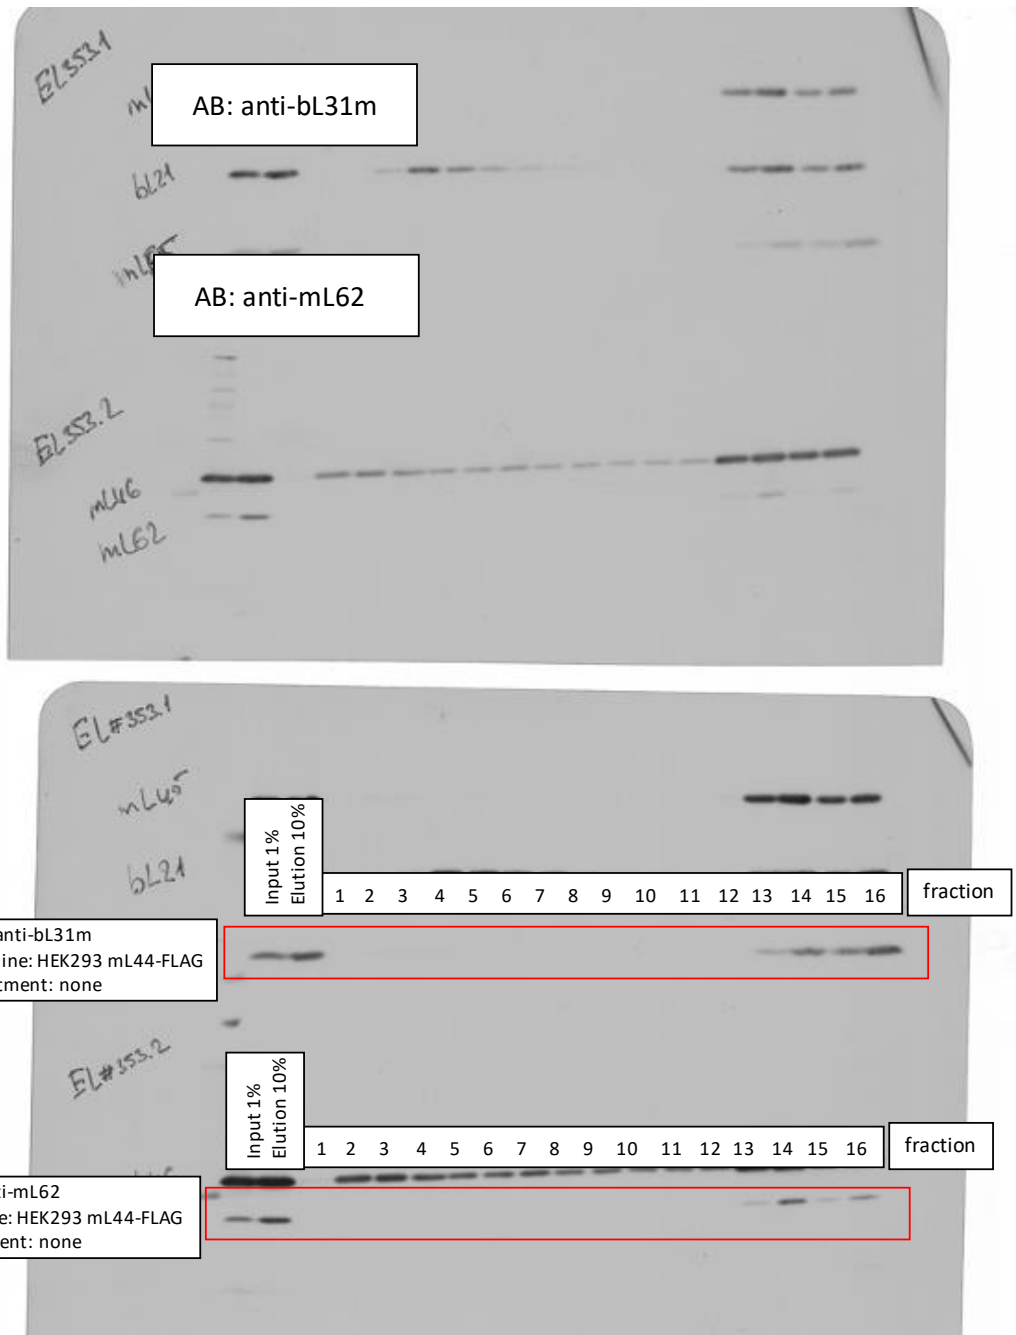 EL353.1
AB: anti-bL31m
bL21
AB: anti-mL62
EL353.2
mL46
mL62
EL#353.1
mL45
Input 1%
Elution 10%
bL21
1 2 3 4 5 6 7 8 9 10 11 12 13 14 15 16
fraction
anti-bL31m
ine: HEK293 mL44-FLAG
tment: none
EL#353.2
Input 1%
Elution 10%
1 2 3 4 5 6 7 8 9 10 11 12 13 14 15 16
fraction
ti-mL62
e: HEK293 mL44-FLAG
ent: none